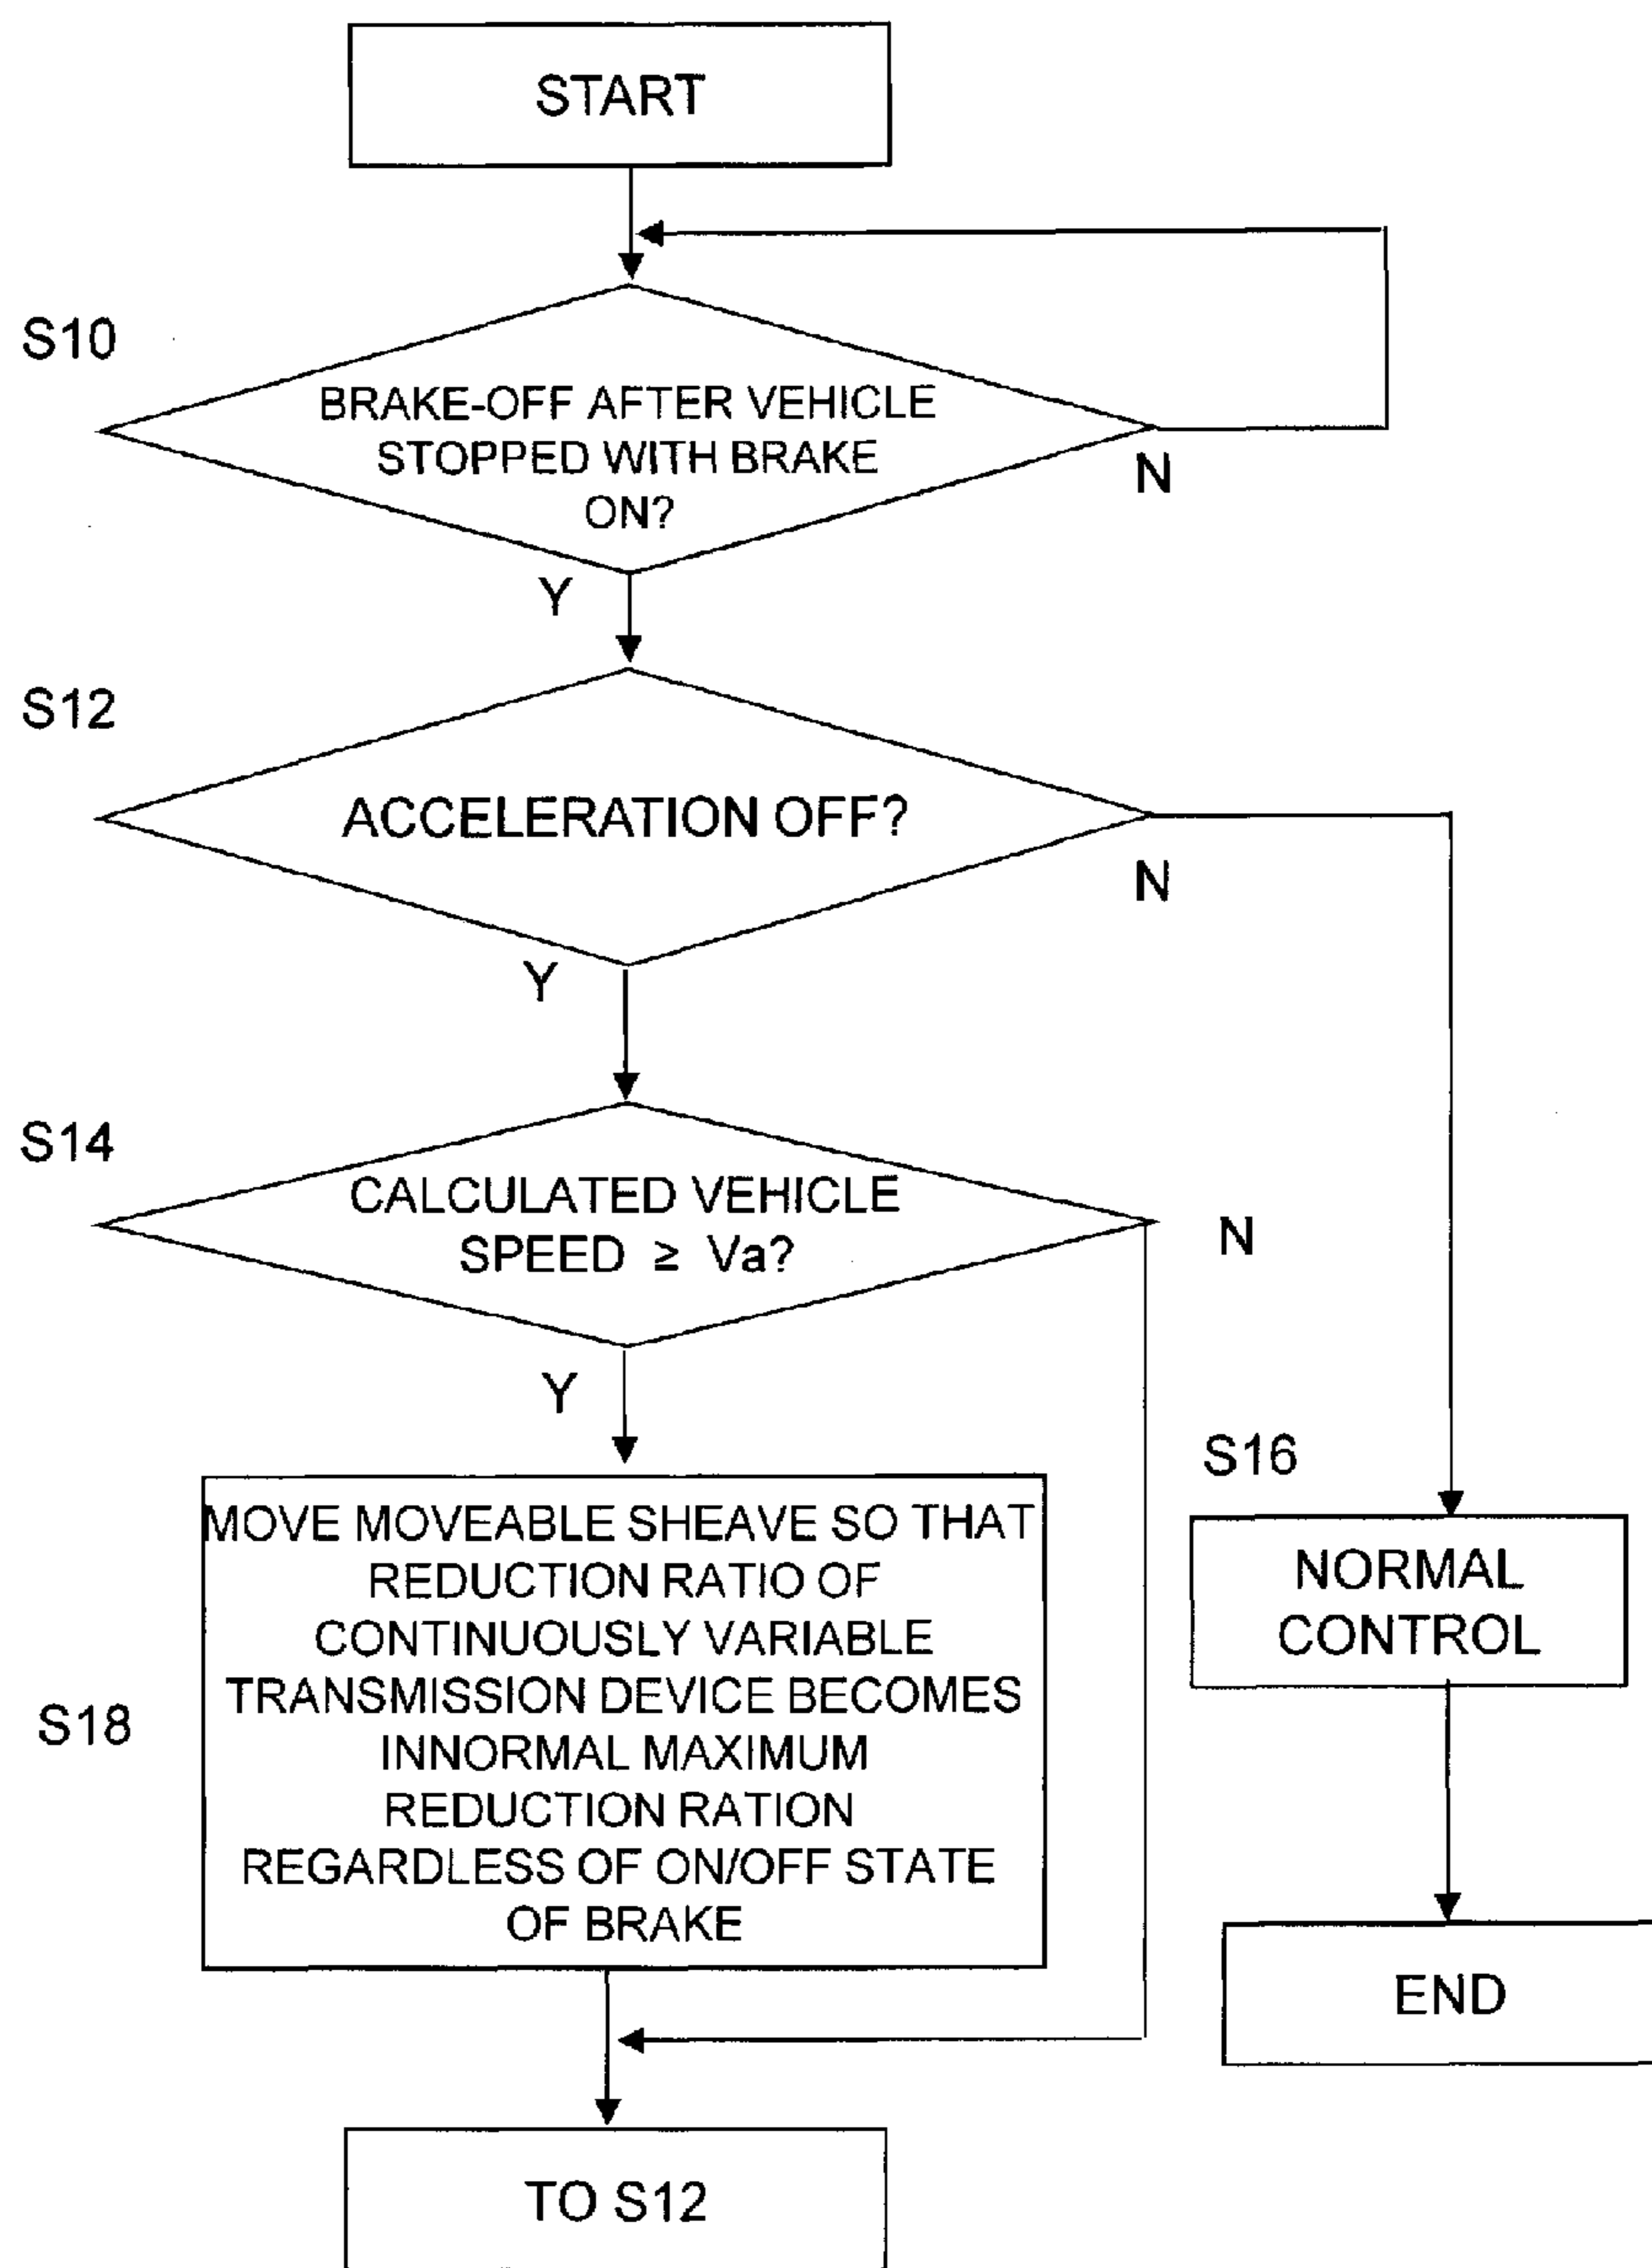 START
S10
BRAKE-OFF AFTER VEHICLE
STOPPED WITH BRAKE
ON?
N
Y
S12
ACCELERATION OFF?
N
Y
S14
CALCULATED VEHICLE
SPEED ≥ Va?
N
Y
S16
NORMAL
CONTROL
S18
MOVE MOVEABLE SHEAVE SO THAT
REDUCTION RATIO OF
CONTINUOUSLY VARIABLE
TRANSMISSION DEVICE BECOMES
INNORMAL MAXIMUM
REDUCTION RATION
REGARDLESS OF ON/OFF STATE
OF BRAKE
END
TO S12